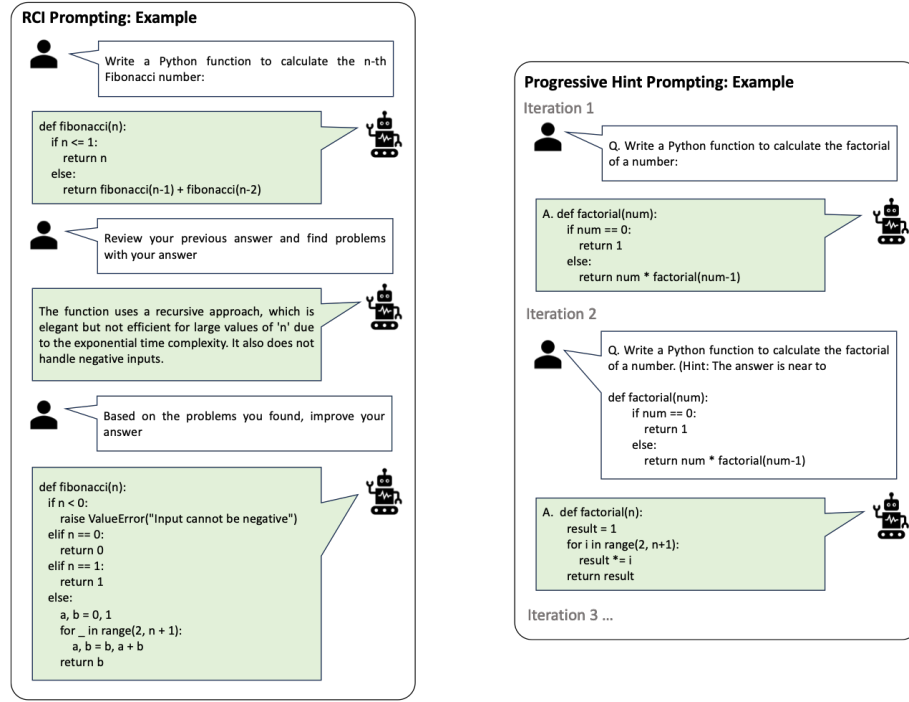 RCI Prompting: Example
Write a Python function to calculate the n-th
Fibonacci number:
def fibonacci(n):
if n <= 1:
return n
else:
return fibonacci(n-1) + fibonacci(n-2)
Review your previous answer and find problems
with your answer
The function uses a recursive approach, which is
elegant but not efficient for large values of 'n' due
to the exponential time complexity. It also does not
handle negative inputs.
Based on the problems you found, improve your
answer
def fibonacci(n):
if n < 0:
raise ValueError("Input cannot be negative")
elif n == 0:
return 0
elif n == 1:
return 1
else:
a, b = 0, 1
for _ in range(2, n + 1):
a, b = b, a + b
return b
Progressive Hint Prompting: Example
Iteration 1
Q. Write a Python function to calculate the factorial
of a number:
A. def factorial(num):
if num == 0:
return 1
else:
return num * factorial(num-1)
Iteration 2
Q. Write a Python function to calculate the factorial
of a number. (Hint: The answer is near to
def factorial(num):
if num == 0:
return 1
else:
return num * factorial(num-1)
A. def factorial(n):
result = 1
for i in range(2, n+1):
result *= i
return result
Iteration 3 ...